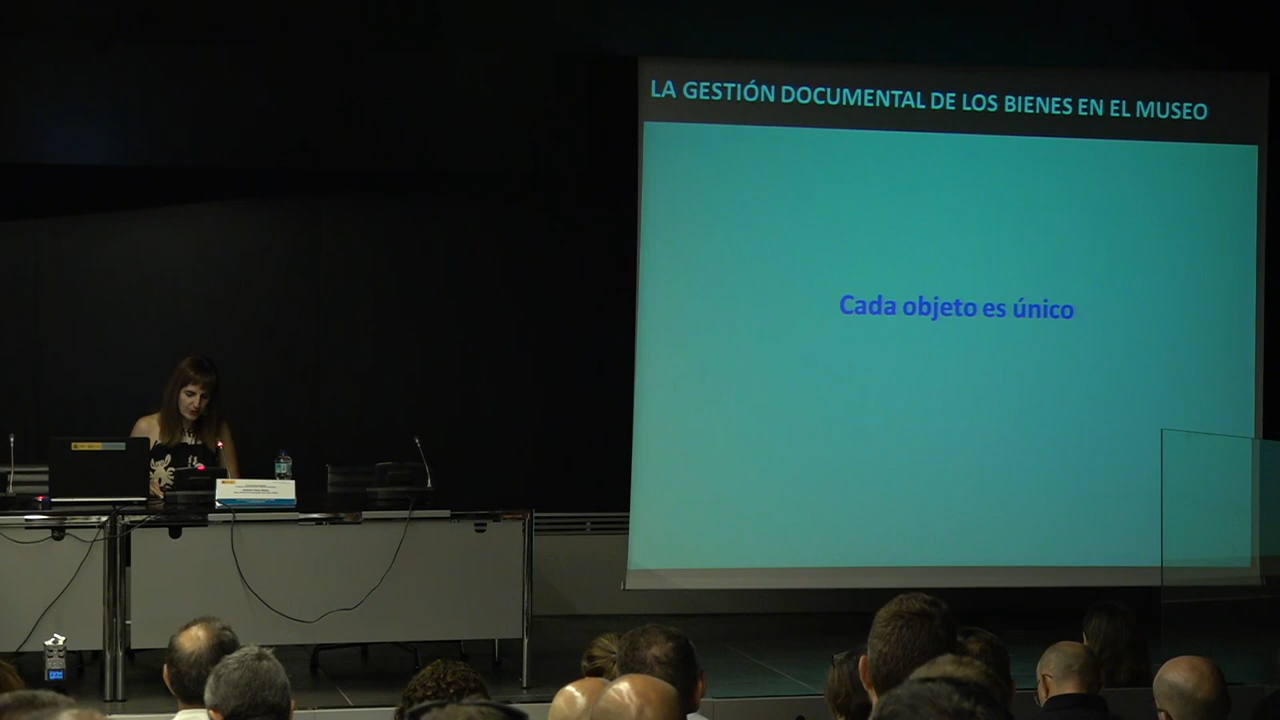 LA GESTIÓN DOCUMENTAL DE LOS BIENES EN EL MUSEO
Cada objeto es único